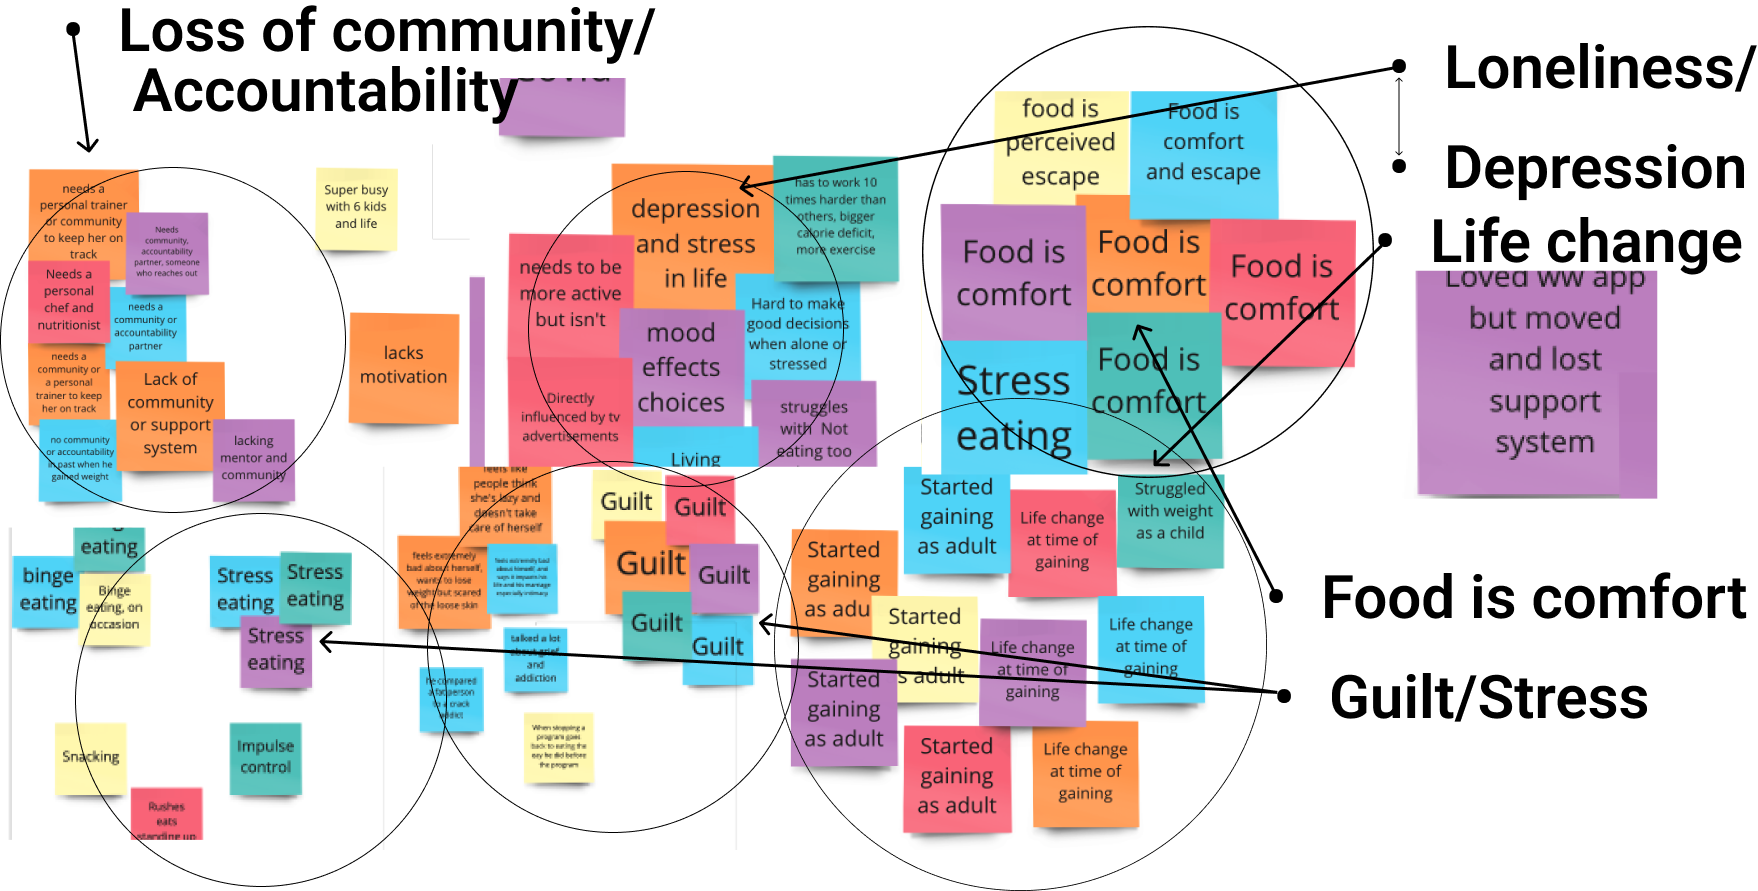 Loss of community/
Accountability
Covid
needs a
personal trainer
or community
to keep her on
track
Needs
community,
accountability
partner, someone
who reaches out
Needs a
personal
chef and
nutritionist
needs a
community or
accountability
partner
needs a
community or
a personal
trainer to keep
her on track
Lack of
community
or support
system
no community
or accountability
in past when he
gained weight
lacking
mentor and
community
Super busy
with 6 kids
and life
lacks
motivation
depression
and stress
in life
has to work 10
times harder than
others, bigger
calorie deficit,
more exercise
needs to be
more active
but isn't
mood
effects
choices
Hard to make
good decisions
when alone or
stressed
Directly
influenced by tv
advertisements
struggles
with Not
eating too
Living
food is
perceived
escape
Food is
comfort
and escape
Food is
comfort
Food is
comfort
Food is
comfort
Stress
eating
Food is
comfort
Loneliness/
Depression
Life change
Loved ww app
but moved
and lost
support
system
eating
binge
eating
Binge
eating, on
occasion
Stress
eating
Stress
eating
Stress
eating
Snacking
Impulse
control
Rushes
eats
standing up
feels like
people think
she's lazy and
doesn't take
care of herself
feels extremely
bad about herself,
wants to lose
weight but scared
of the loose skin
feels extremely bad
about himself and
says it impacts his
life and his marriage
especially intimacy
talked a lot
about grief
and
addiction
he compared
a fat person
to a crack
addict
When stopping a
program goes
back to eating the
way he did before
the program
Guilt
Guilt
Guilt
Guilt
Guilt
Guilt
Started
gaining
as adult
Life change
at time of
gaining
Struggled
with weight
as a child
Started
gaining
as adu
Started
gaining
s adult
Life change
at time of
gaining
Life change
at time of
gaining
Started
gaining
as adult
Started
gaining
as adult
Life change
at time of
gaining
Food is comfort
Guilt/Stress